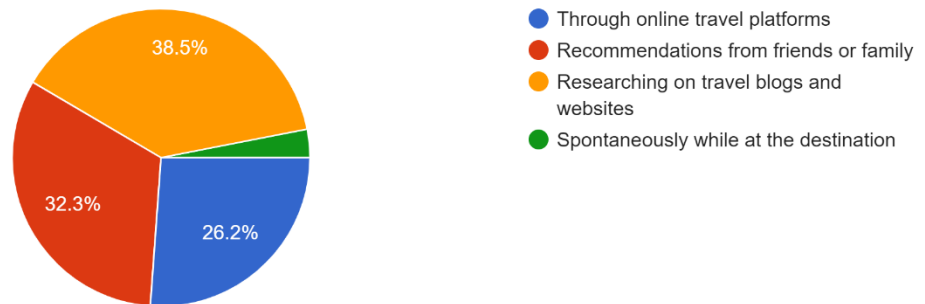 38.5%
32.3%
26.2%
Through online travel platforms
Recommendations from friends or family
Researching on travel blogs and
websites
Spontaneously while at the destination